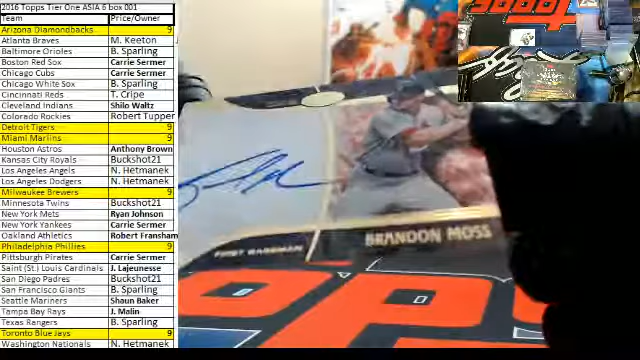 2016 Topps Tier One ASIA 6 box 001
Team Price/Owner
Arizona Diamondbacks 9
Atlanta Braves M. Keeton
Baltimore Orioles B. Sparling
Boston Red Sox Carrie Sermer
Chicago Cubs Carrie Sermer
Chicago White Sox B. Sparling
Cincinnati Reds T. Cripe
Cleveland Indians Shilo Waltz
Colorado Rockies Robert Tupper
Detroit Tigers 9
Miami Marlins 9
Houston Astros Anthony Brown
Kansas City Royals Buckshot21
Los Angeles Angels N. Hetmanek
Los Angeles Dodgers N. Hetmanek
Milwaukee Brewers 9
Minnesota Twins Buckshot21
New York Mets Ryan Johnson
New York Yankees Carrie Sermer
Oakland Athletics Robert Fransham
Philadelphia Phillies 9
Pittsburgh Pirates Carrie Sermer
Saint (St.) Louis Cardinals J. Lajeunesse
San Diego Padres Buckshot21
San Francisco Giants B. Sparling
Seattle Mariners Shaun Baker
Tampa Bay Rays J. Malin
Texas Rangers B. Sparling
Toronto Blue Jays 9
Washington Nationals N. Hetmanek
FIRST BASEMAN
BRANDON MOSS